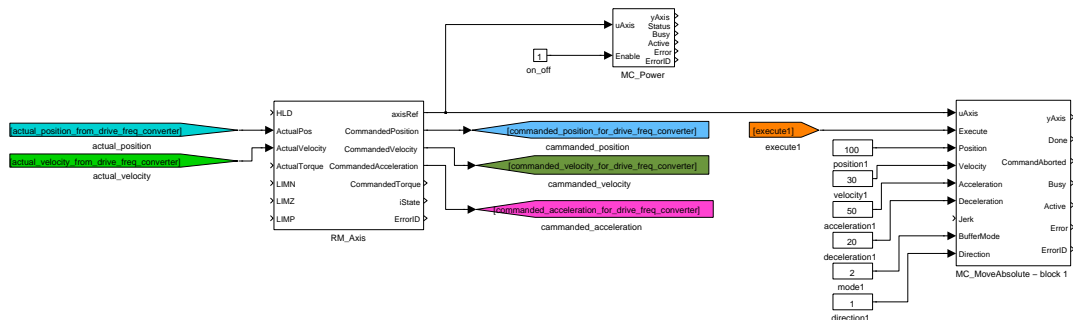 uAxis
Enable
yAxis
Status
Busy
Active
Error
ErrorID
MC_Power
1
on_off
[actual_position_from_drive_freq_converter]
actual_position
[actual_velocity_from_drive_freq_converter]
actual_velocity
HLD
ActualPos
ActualVelocity
ActualTorque
LIMN
LIMZ
LIMP
axisRef
CommandedPosition
CommandedVelocity
CommandedAcceleration
CommandedTorque
iState
ErrorID
RM_Axis
[commanded_position_for_drive_freq_converter]
cammanded_position
[commanded_velocity_for_drive_freq_converter]
cammanded_velocity
[commanded_acceleration_for_drive_freq_converter]
cammanded_acceleration
[execute1]
execute1
100
position1
30
velocity1
50
acceleration1
20
deceleration1
2
mode1
1
direction1
uAxis
Execute
Position
Velocity
Acceleration
Deceleration
Jerk
BufferMode
Direction
yAxis
Done
CommandAborted
Busy
Active
Error
ErrorID
MC_MoveAbsolute – block 1